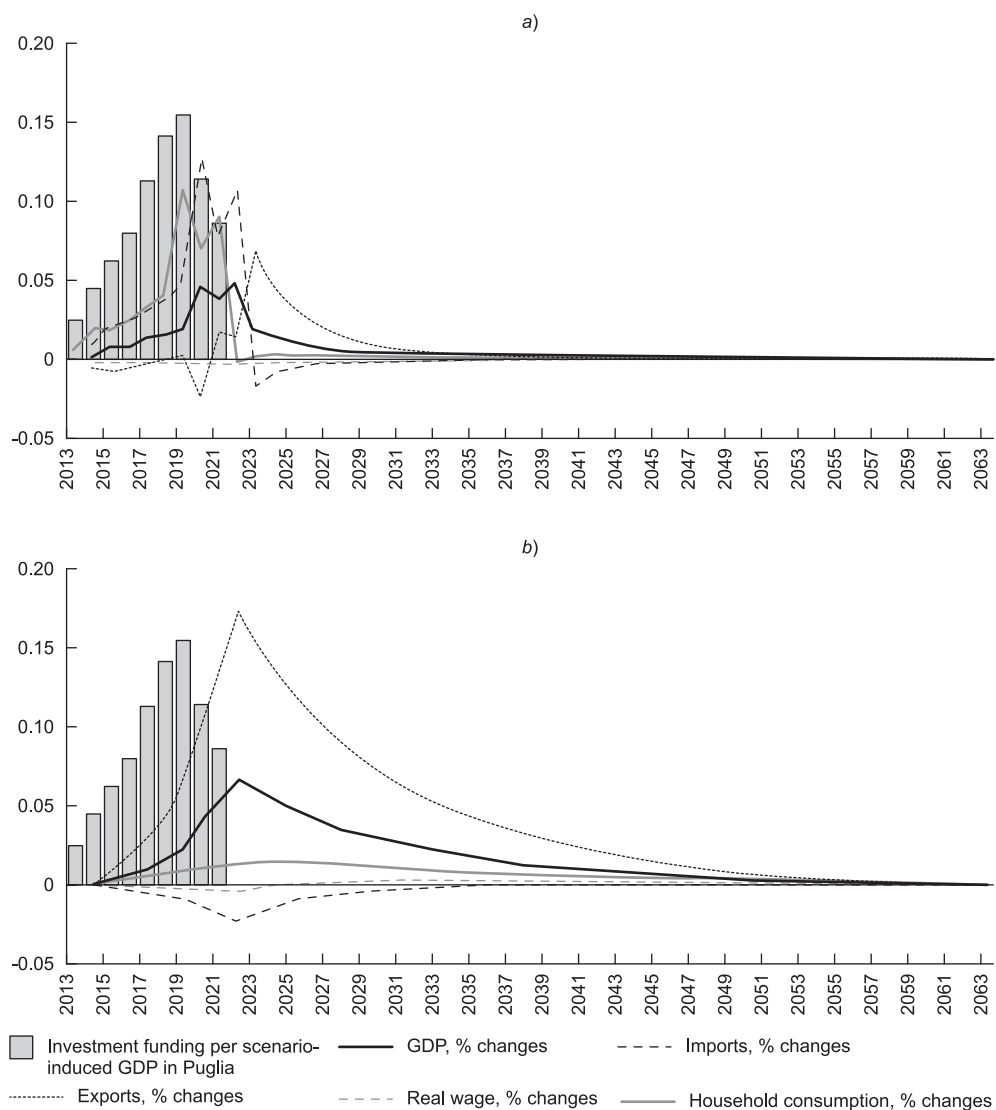 a)
0.20
0.15
0.10
0.05
0
-0.05
2013 2015 2017 2019 2021 2023 2025 2027 2029 2031 2033 2035 2037 2039 2041 2043 2045 2047 2049 2051 2053 2055 2057 2059 2061 2063
b)
0.20
0.15
0.10
0.05
0
-0.05
2013 2015 2017 2019 2021 2023 2025 2027 2029 2031 2033 2035 2037 2039 2041 2043 2045 2047 2049 2051 2053 2055 2057 2059 2061 2063
Investment funding per scenario-
induced GDP in Puglia
GDP, % changes
Imports, % changes
Exports, % changes
Real wage, % changes
Household consumption, % changes